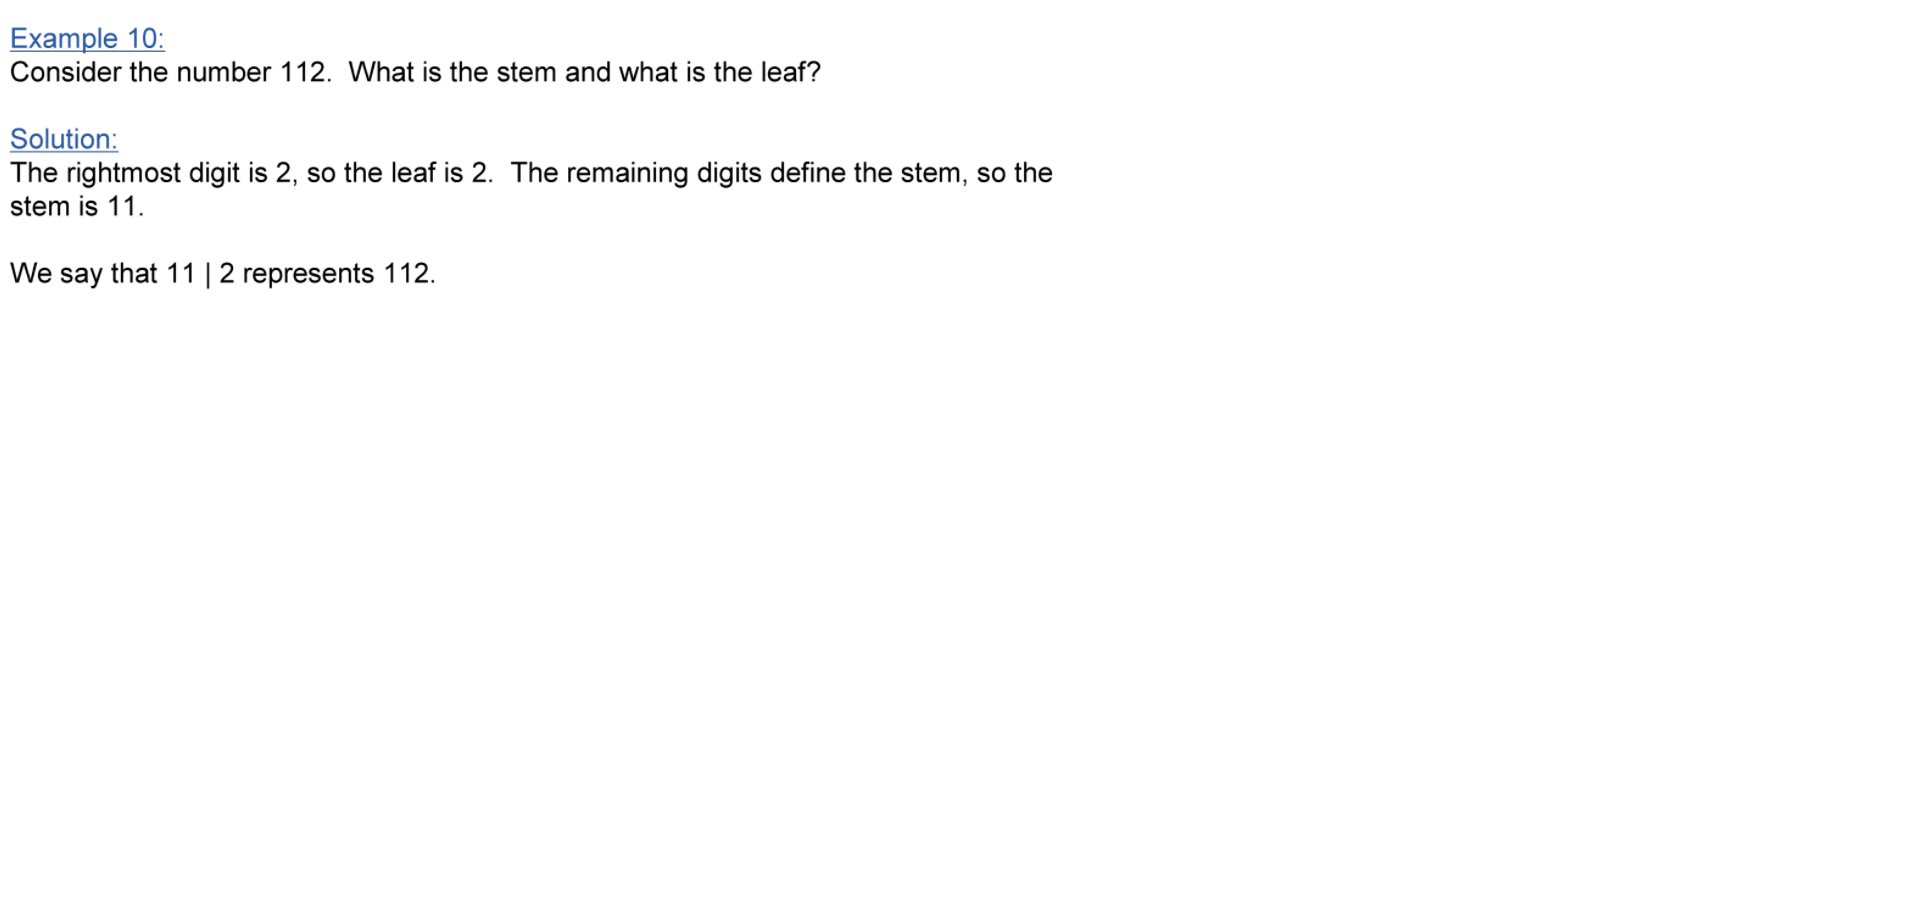 Example 10:
Consider the number 112.  What is the stem and what is the leaf?
Solution:
The rightmost digit is 2, so the leaf is 2.  The remaining digits define the stem, so the
stem is 11.
We say that 11 | 2 represents 112.